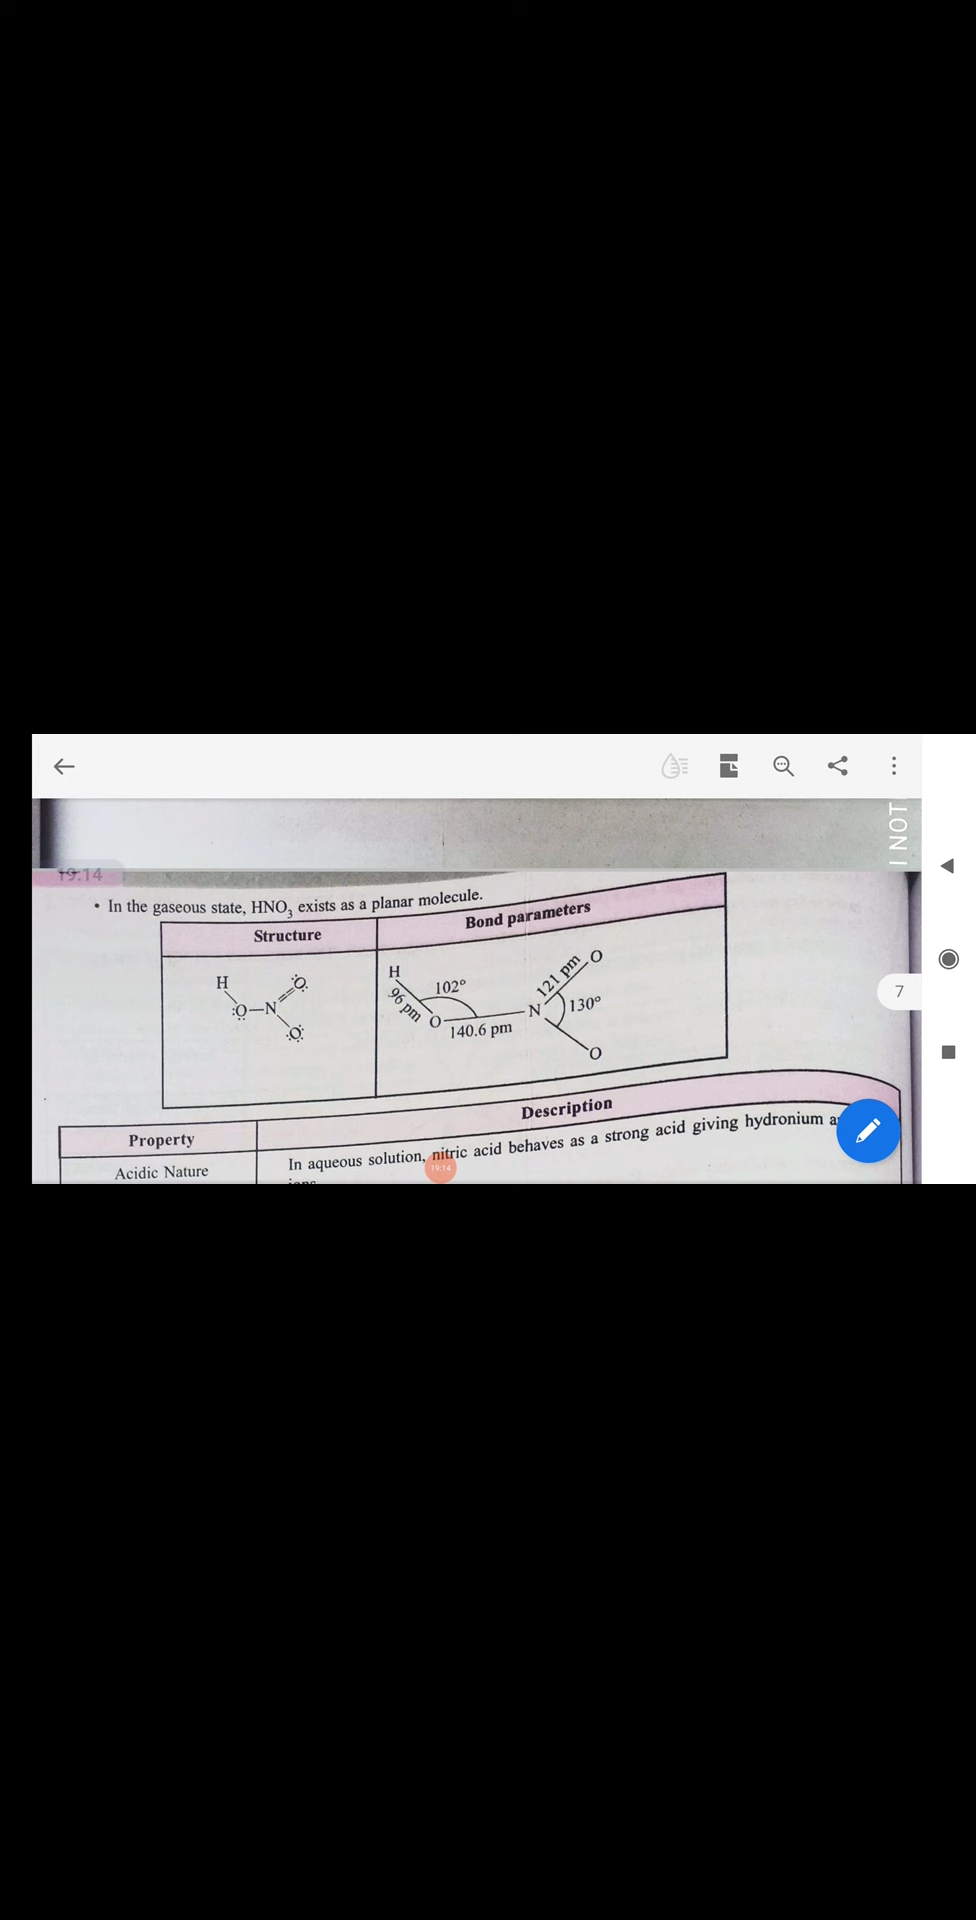 I NOT
19:14
• In the gaseous state, HNO3 exists as a planar molecule.
Structure
Bond parameters
H
:O—N
O:
:O:
H
96 pm
102°
O
140.6 pm
N
121 pm
O
130°
O
7
Property
Description
Acidic Nature
In aqueous solution, nitric acid behaves as a strong acid giving hydronium a
19:14
ions